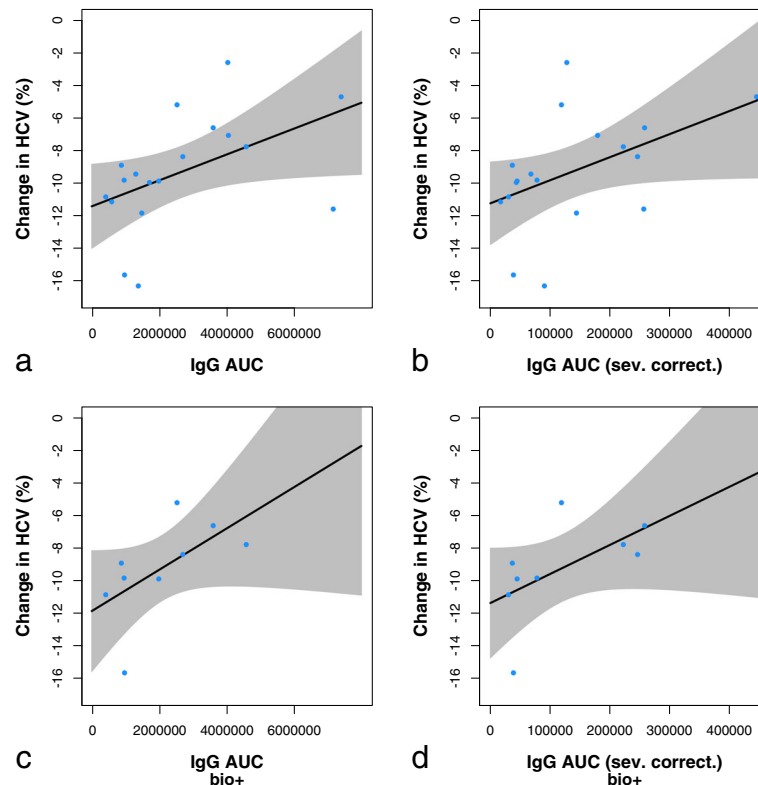 0
-2
-4
-6
-8
-10
-12
-14
-16
Change in HCV (%)
0 2000000 4000000 6000000
IgG AUC
a
0
-2
-4
-6
-8
-10
-12
-14
-16
Change in HCV (%)
0 100000 200000 300000 400000
IgG AUC (sev. correct.)
b
0
-2
-4
-6
-8
-10
-12
-14
-16
Change in HCV (%)
0 2000000 4000000 6000000
IgG AUC
bio+
c
0
-2
-4
-6
-8
-10
-12
-14
-16
Change in HCV (%)
0 100000 200000 300000 400000
IgG AUC (sev. correct.)
bio+
d